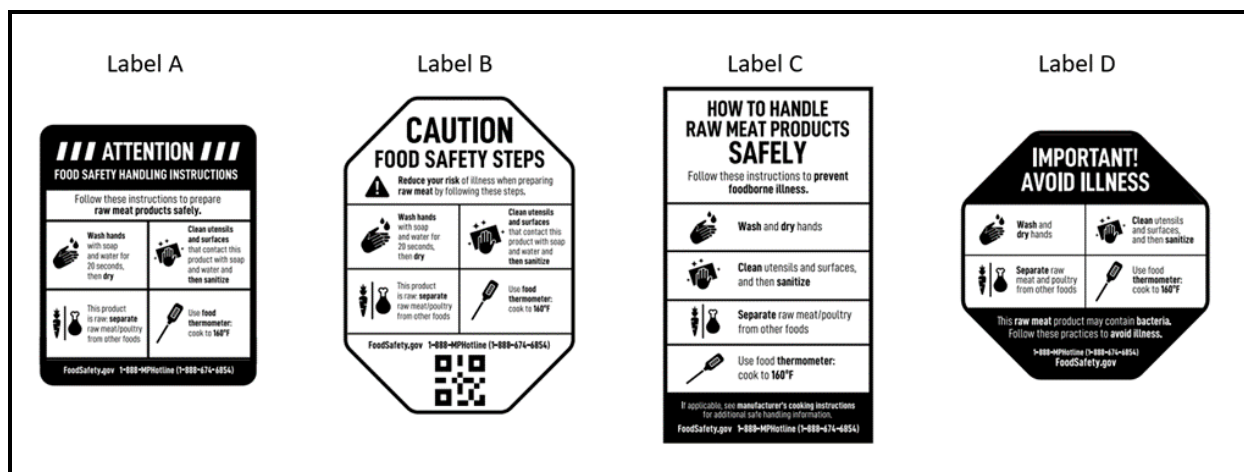 Label A
/// ATTENTION ///
FOOD SAFETY HANDLING INSTRUCTIONS
Follow these instructions to prepare
raw meat products safely.
Wash hands
with soap
and water for
20 seconds,
then dry
Clean utensils
and surfaces
that contact this
product with soap
and water and
then sanitize
This product
is raw: separate
raw meat/poultry
from other foods
Use food
thermometer:
cook to 160°F
FoodSafety.gov 1-888-MPHotline (1-888-674-6854)
Label B
CAUTION
FOOD SAFETY STEPS
Reduce your risk of illness when preparing
raw meat by following these steps.
Wash hands
with soap
and water for
20 seconds,
then dry
Clean utensils
and surfaces
that contact this
product with soap
and water and
then sanitize
This product
is raw: separate
raw meat/poultry
from other foods
Use food
thermometer:
cook to 160°F
FoodSafety.gov 1-888-MPHotline (1-888-674-6854)
Label C
HOW TO HANDLE
RAW MEAT PRODUCTS
SAFELY
Follow these instructions to prevent
foodborne illness.
Wash and dry hands
Clean utensils and surfaces,
and then sanitize
Separate raw meat/poultry
from other foods
Use food thermometer:
cook to 160°F
If applicable, see manufacturer's cooking instructions
for additional safe handling information.
FoodSafety.gov 1-888-MPHotline (1-888-674-6854)
Label D
IMPORTANT!
AVOID ILLNESS
Wash and
dry hands
Clean utensils
and surfaces,
and then sanitize
Separate raw
meat and poultry
from other foods
Use food
thermometer:
cook to 160°F
This raw meat product may contain bacteria.
Follow these practices to avoid illness.
1-888-MPHotline (1-888-674-6854)
FoodSafety.gov